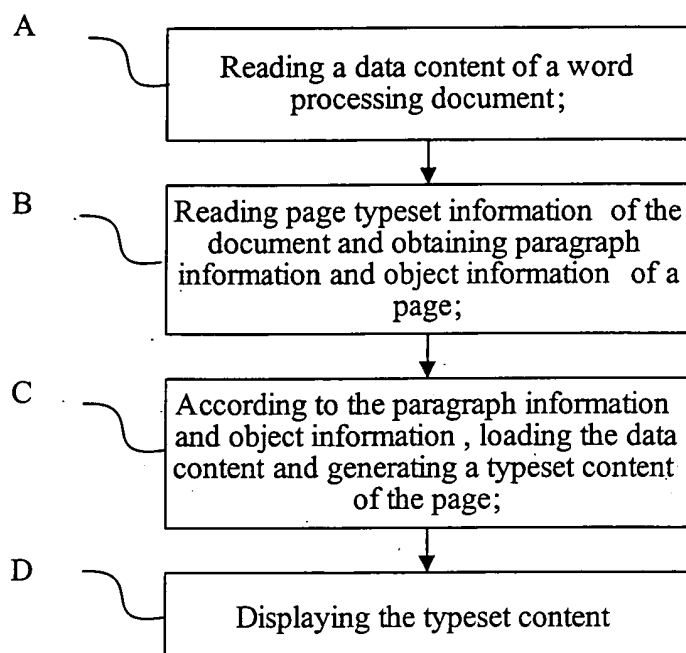 A
Reading a data content of a word
processing document;
B
Reading page typeset information of the
document and obtaining paragraph
information and object information of a
page;
C
According to the paragraph information
and object information , loading the data
content and generating a typeset content
of the page;
D
Displaying the typeset content